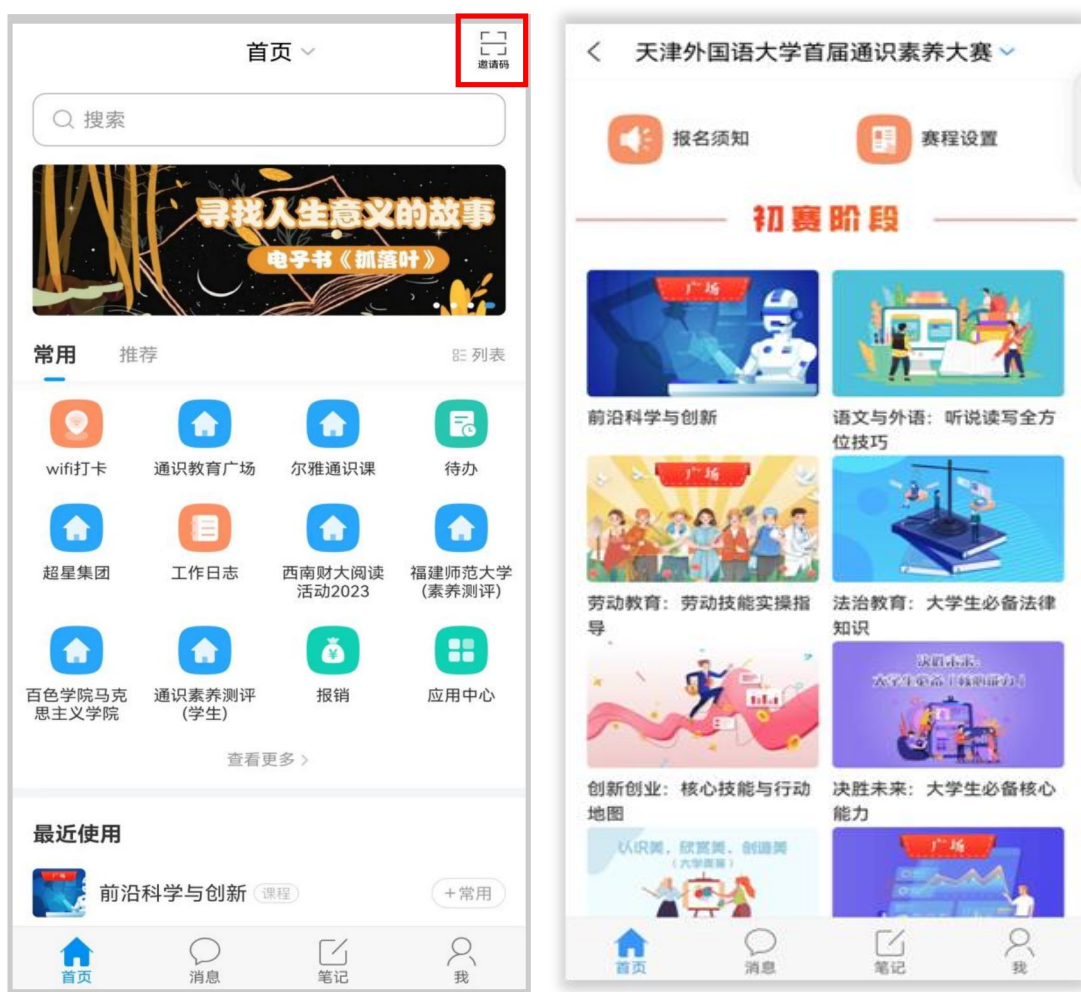 首页
邀请码
搜索
寻找人生意义的故事
电子书《抓落叶》
常用
推荐
列表
wifi打卡
通识教育广场
尔雅通识课
待办
超星集团
工作日志
西南财大阅读
活动2023
福建师范大学
(素养测评)
百色学院马克
思主义学院
通识素养测评
(学生)
报销
应用中心
查看更多
最近使用
广场
前沿科学与创新
课程
+常用
首页
消息
笔记
我
天津外国语大学首届通识素养大赛
报名须知
赛程设置
初赛阶段
广场
前沿科学与创新
语文与外语：听说读写全方
位技巧
广场
劳动教育：劳动技能实操指
导
法治教育：大学生必备法律
知识
创新创业：核心技能与行动
地图
决胜未来:
大学生必备「核心能力」
决胜未来：大学生必备核心
能力
认识美，欣赏美，创造美
广场
首页
消息
笔记
我